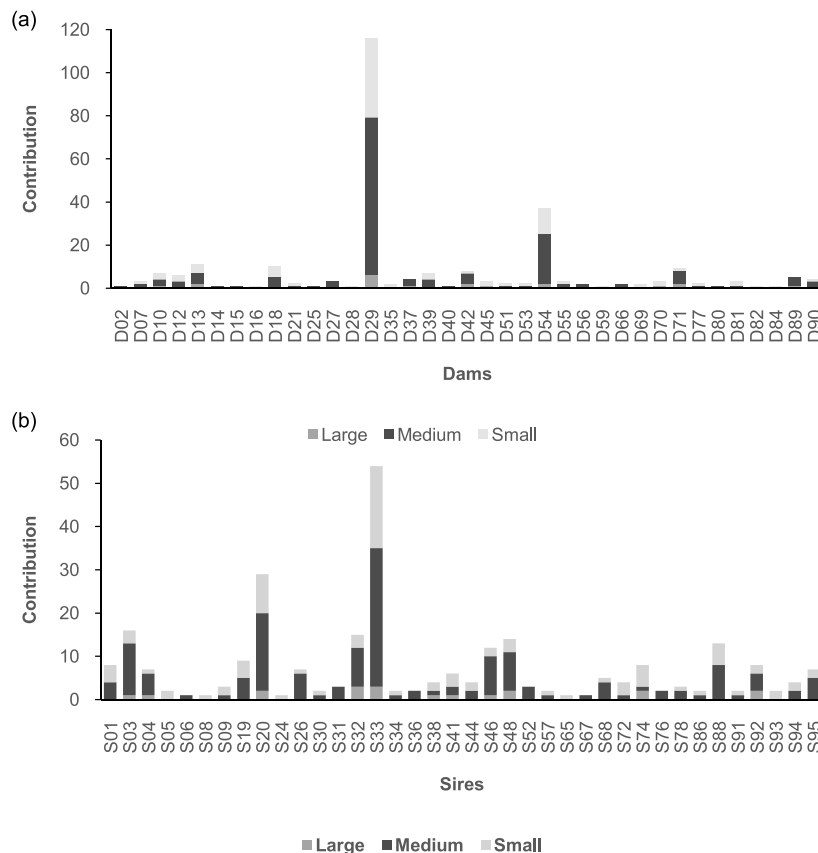 (a)
120
100
80
60
40
20
0
Contribution
D02 D07 D10 D12 D13 D14 D15 D16 D18 D21 D25 D27 D28 D29 D35 D37 D39 D40 D42 D45 D51 D53 D54 D55 D56 D59 D66 D69 D70 D71 D77 D80 D81 D82 D84 D89 D90
Dams
Large Medium Small
(b)
60
50
40
30
20
10
0
Contribution
S01 S03 S04 S05 S06 S08 S09 S19 S20 S24 S26 S30 S31 S32 S33 S34 S36 S38 S41 S44 S46 S48 S52 S57 S65 S67 S68 S72 S74 S76 S78 S86 S88 S91 S92 S93 S94 S95
Sires
Large Medium Small